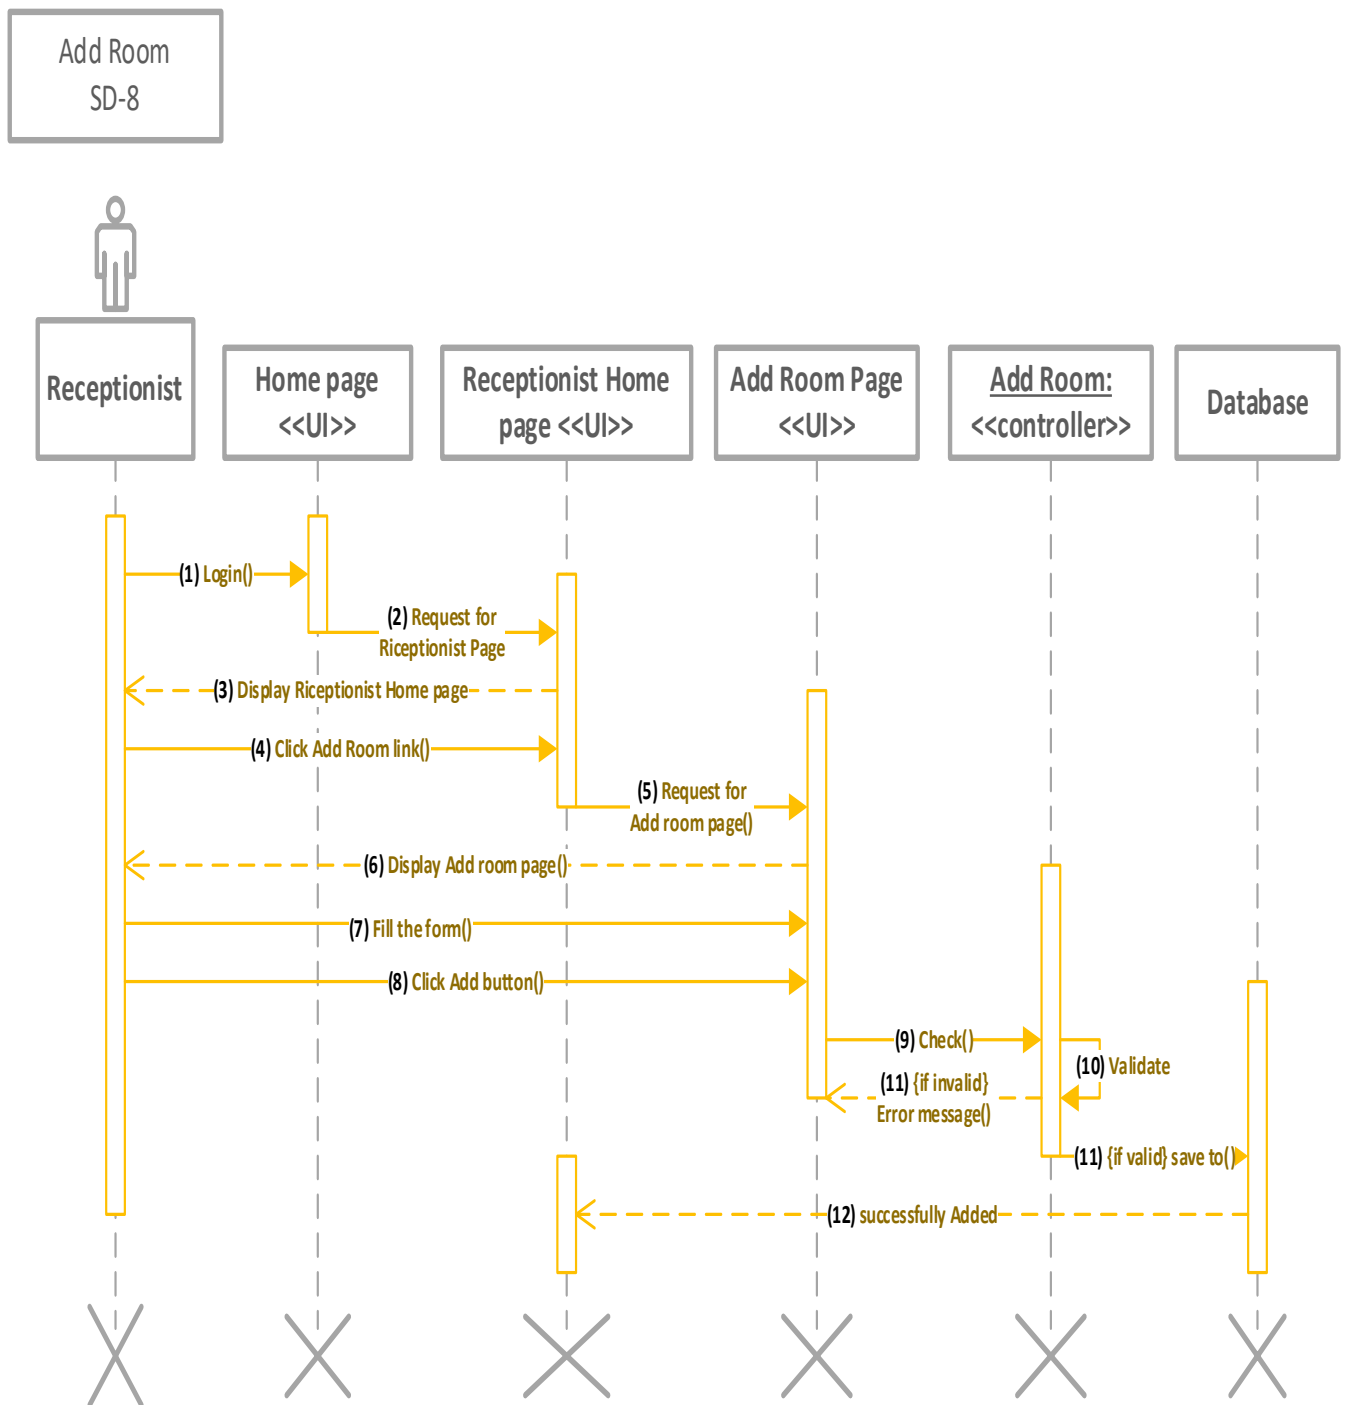 Add Room
SD-8
Receptionist
Home page
<<UI>>
Receptionist Home
page <<UI>>
Add Room Page
<<UI>>
Add Room:
<<controller>>
Database
(1) Login()
(2) Request for
Riceptionist Page
(3) Display Riceptionist Home page
(4) Click Add Room link()
(5) Request for
Add room page()
(6) Display Add room page()
(7) Fill the form()
(8) Click Add button()
(9) Check()
(10) Validate
(11) {if invalid}
Error message()
(11) {if valid} save to()
(12) successfully Added